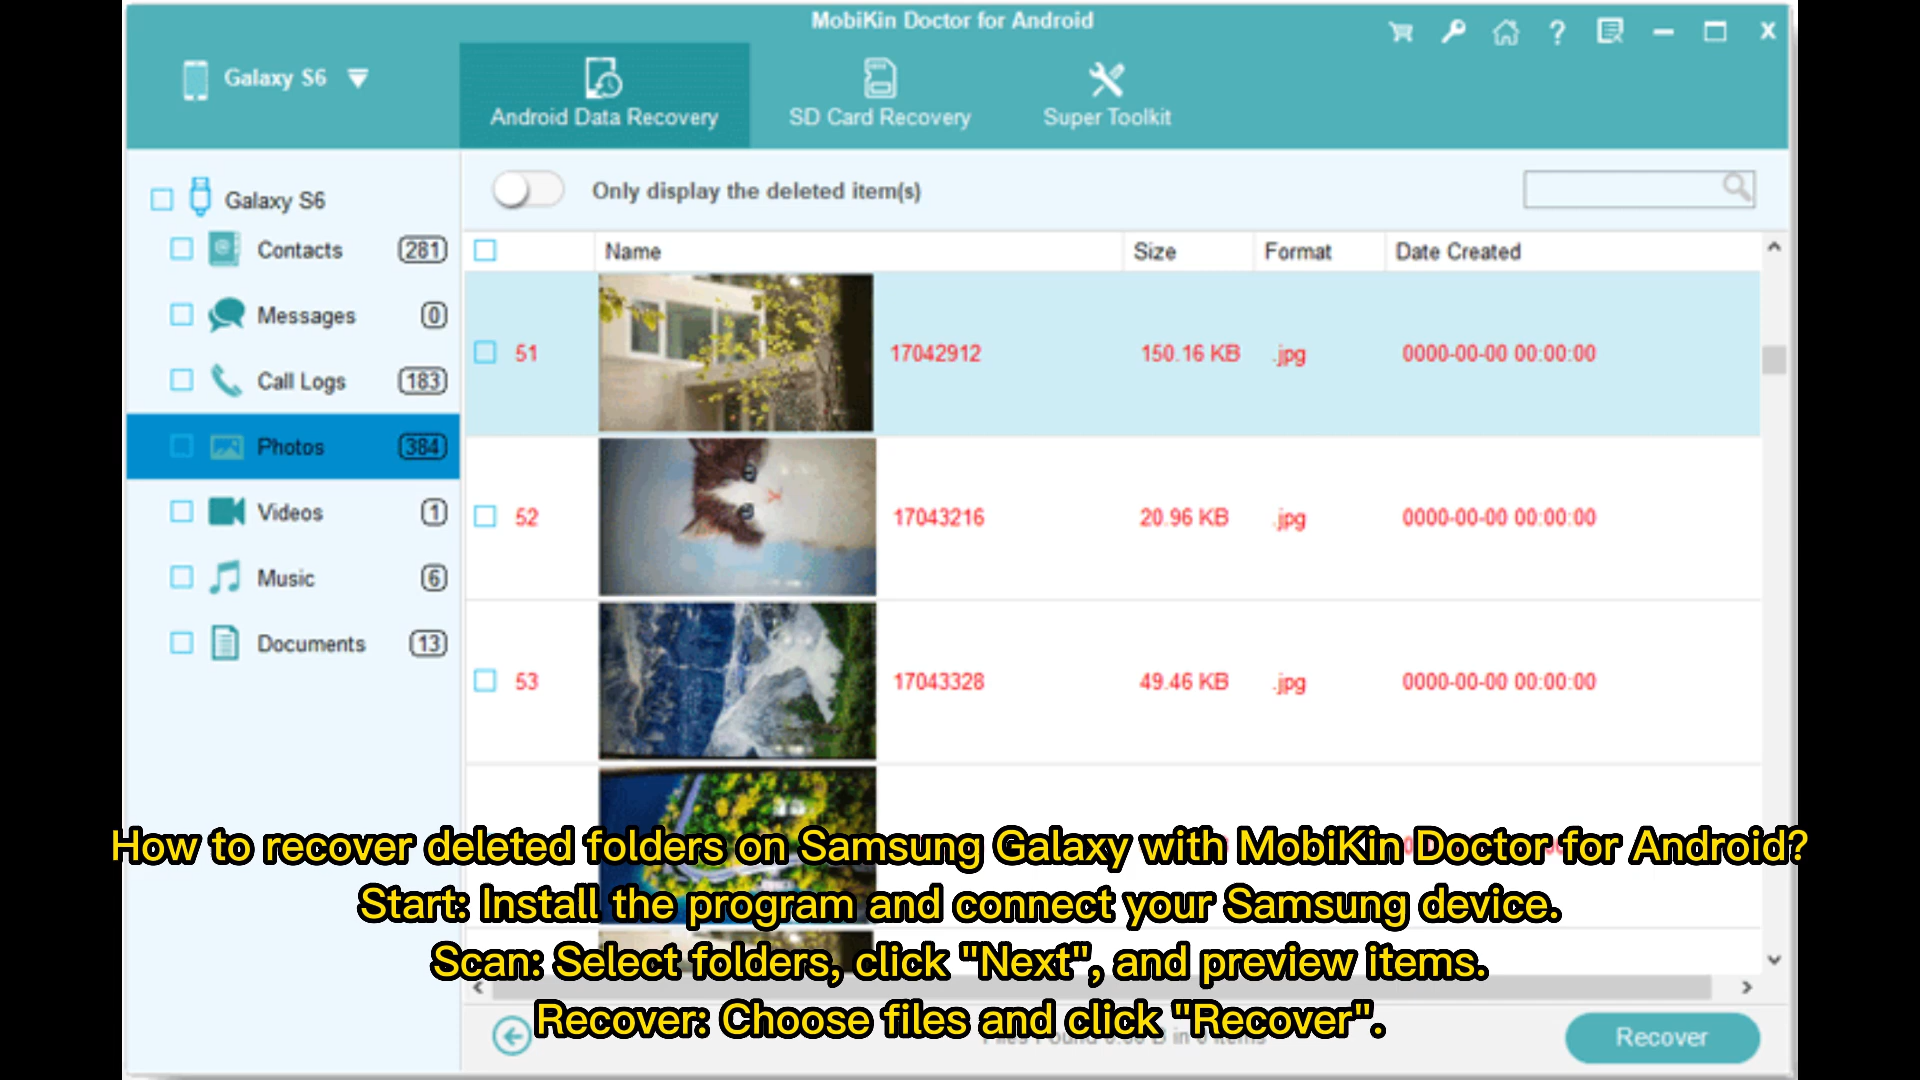 MobiKin Doctor for Android
Galaxy S6
Android Data Recovery
SD Card Recovery
Super Toolkit
Galaxy S6
Contacts (281)
Messages (0)
Call Logs (183)
Photos (384)
Videos (1)
Music (6)
Documents (13)
Only display the deleted item(s)
Name Size Format Date Created
51 17042912 150.16 KB .jpg 0000-00-00 00:00:00
52 17043216 20.96 KB .jpg 0000-00-00 00:00:00
53 17043328 49.46 KB .jpg 0000-00-00 00:00:00
How to recover deleted folders on Samsung Galaxy with MobiKin Doctor for Android?
Start: Install the program and connect your Samsung device.
Scan: Select folders, click "Next", and preview items.
Recover: Choose files and click "Recover".
Recover